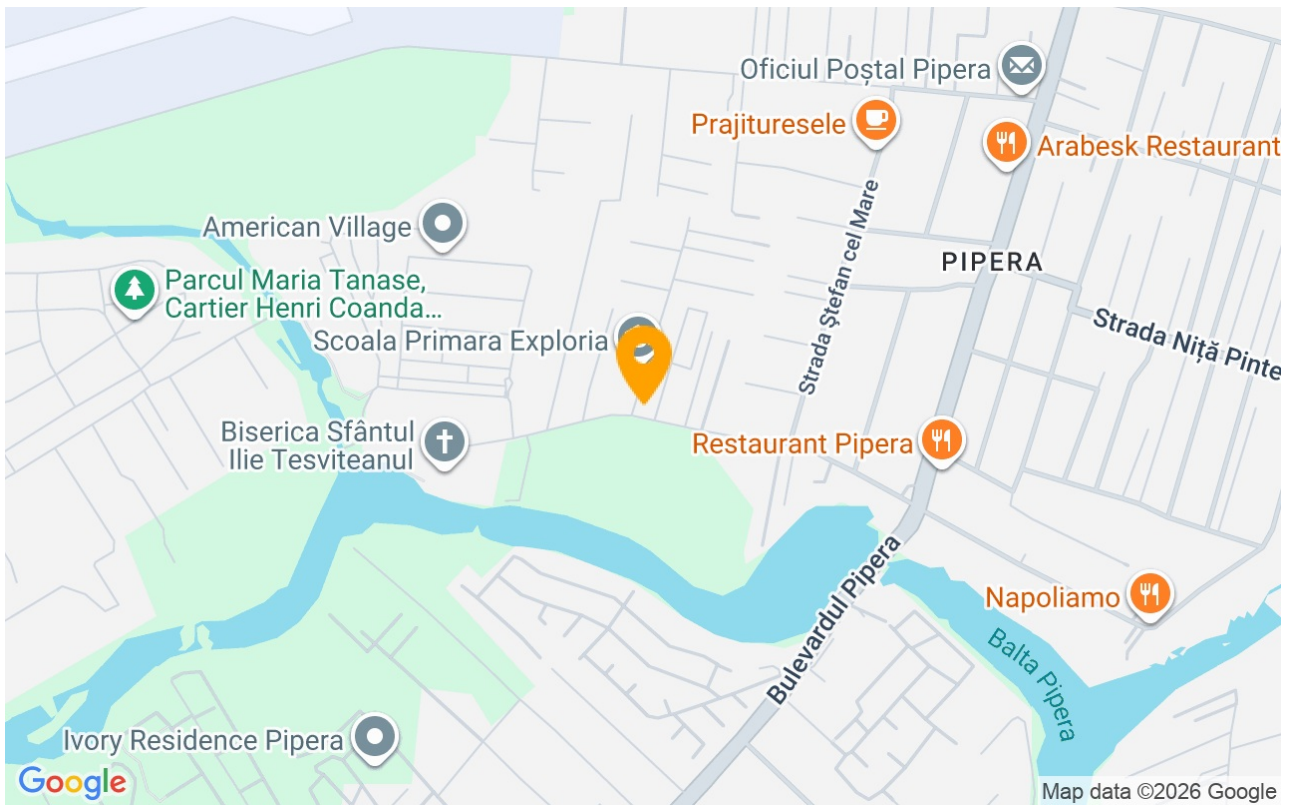 Oficiul Poștal Pipera
Prajituresele
Arabesk Restaurant
American Village
Strada Ștefan cel Mare
PIPERA
Parcul Maria Tanase,
Cartier Henri Coanda...
Scoala Primara Exploria
Strada Niță Pinte
Biserica Sfântul
Ilie Tesviteanul
Restaurant Pipera
Bulevardul Pipera
Napoliamo
Balta Pipera
Ivory Residence Pipera
Google
Map data ©2026 Google